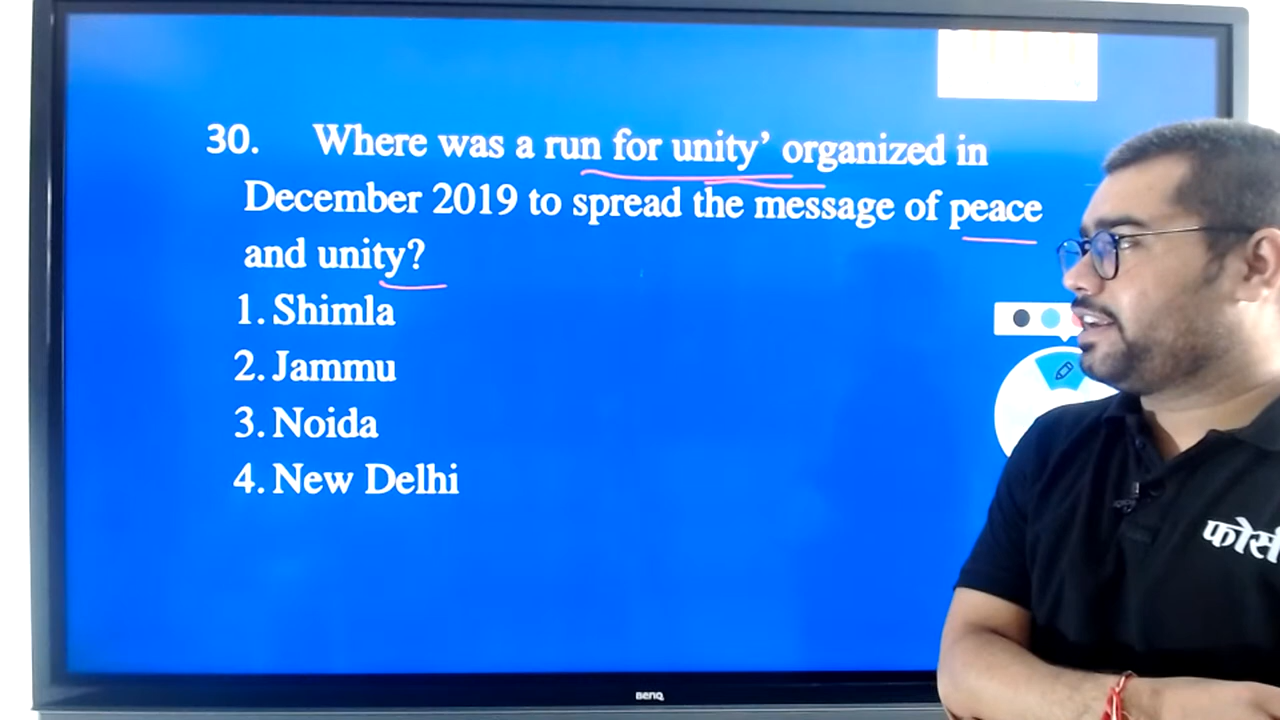 30. Where was a run for unity’ organized in
December 2019 to spread the message of peace
and unity?
1. Shimla
2. Jammu
3. Noida
4. New Delhi
BenQ